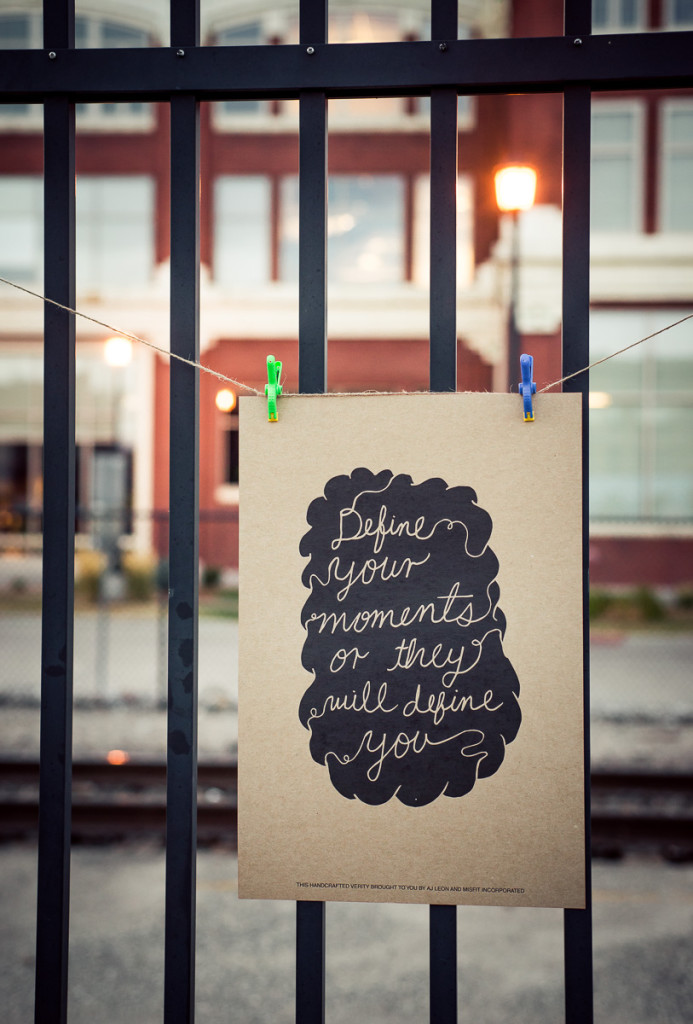 Define
your
moments
or they
will define
you
THIS HANDCRAFTED VERITY BROUGHT TO YOU BY AJ LEON AND MISFIT INCORPORATED